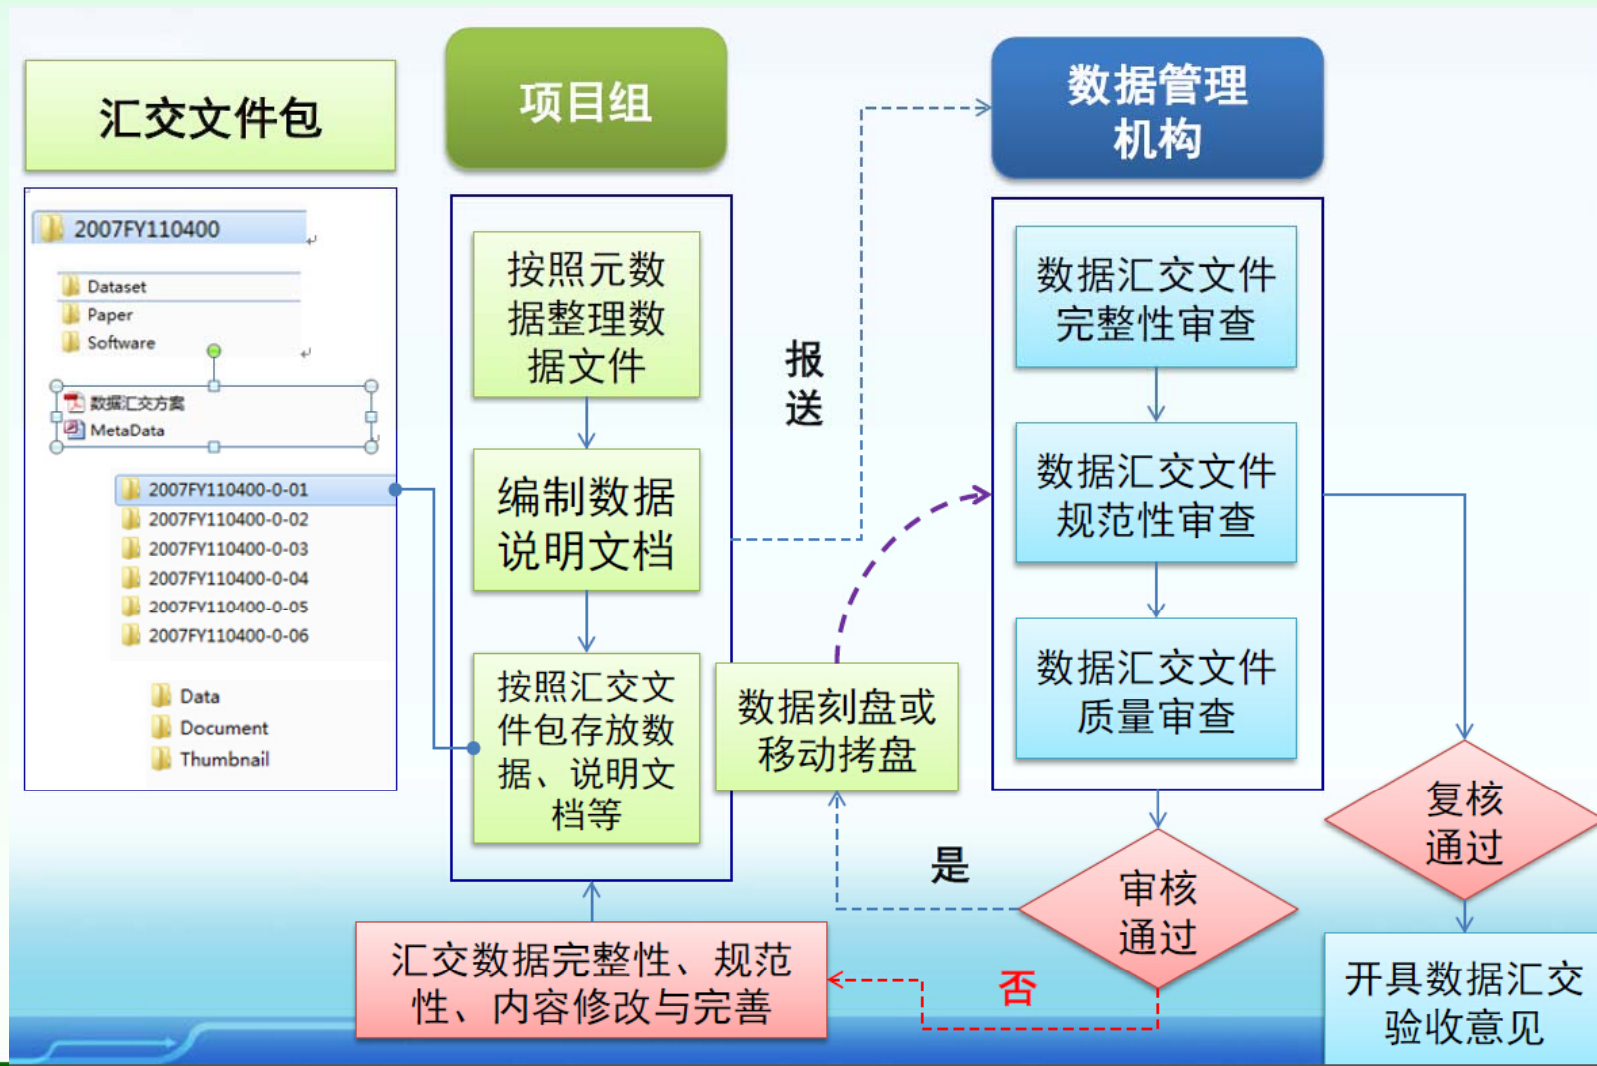 汇交文件包
2007FY110400
Dataset
Paper
Software
数据汇交方案
MetaData
2007FY110400-0-01
2007FY110400-0-02
2007FY110400-0-03
2007FY110400-0-04
2007FY110400-0-05
2007FY110400-0-06
Data
Document
Thumbnail
项目组
按照元数
据整理数
据文件
编制数据
说明文档
按照汇交文
件包存放数
据、说明文
档等
汇交数据完整性、规范
性、内容修改与完善
报
送
数据刻盘或
移动拷盘
是
否
数据管理
机构
数据汇交文件
完整性审查
数据汇交文件
规范性审查
数据汇交文件
质量审查
审核
通过
复核
通过
开具数据汇交
验收意见